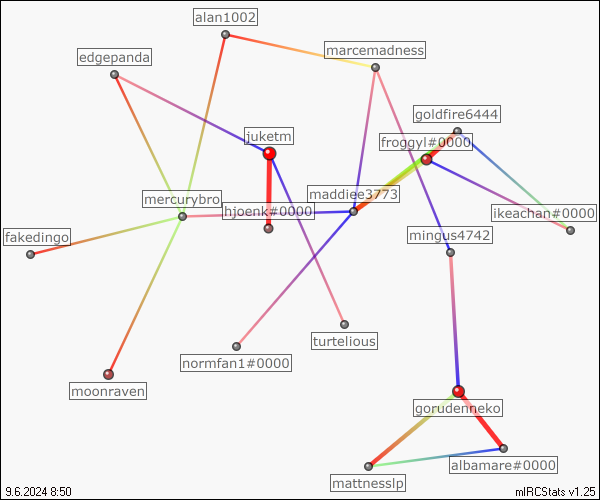 alan1002
marcemadness
edgepanda
goldfire6444
juketm
froggyl#0000
maddiee3773
mercurybro
hjoenk#0000
ikeachan#0000
fakedingo
mingus4742
turtelious
normfan1#0000
moonraven
gorudenneko
albamare#0000
mattnesslp
9.6.2024 8:50
mIRCStats v1.25